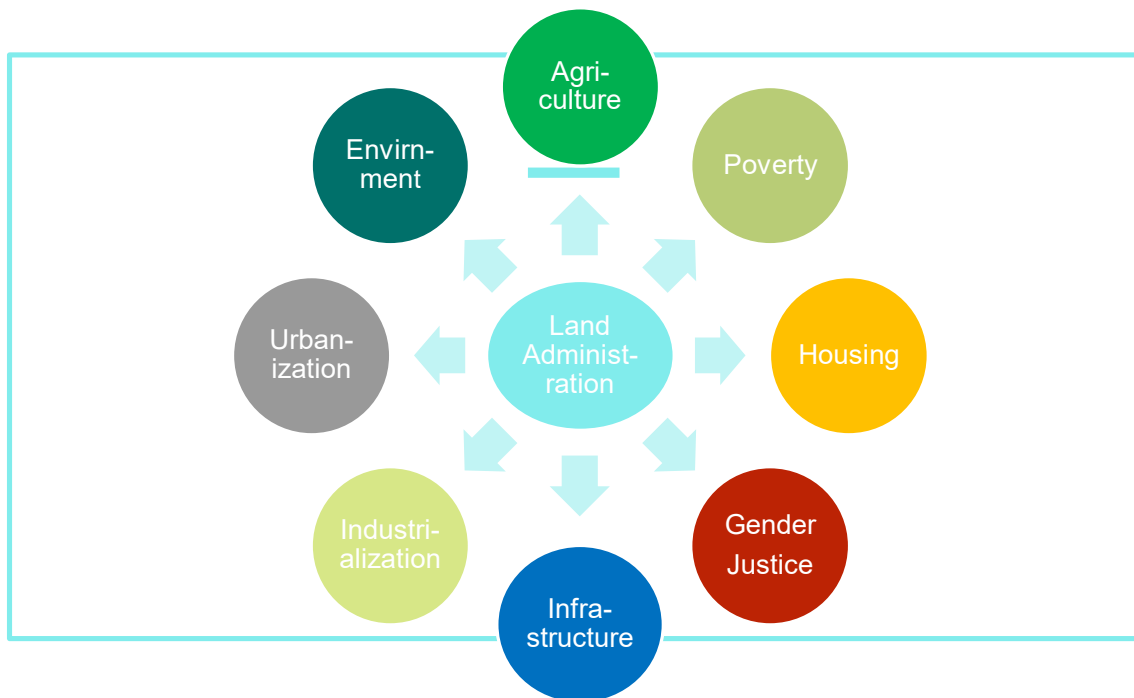 Agri-
culture
Envirn-
ment
Poverty
Urban-
ization
Land
Administ-
ration
Housing
Industri-
alization
Gender
Justice
Infra-
structure